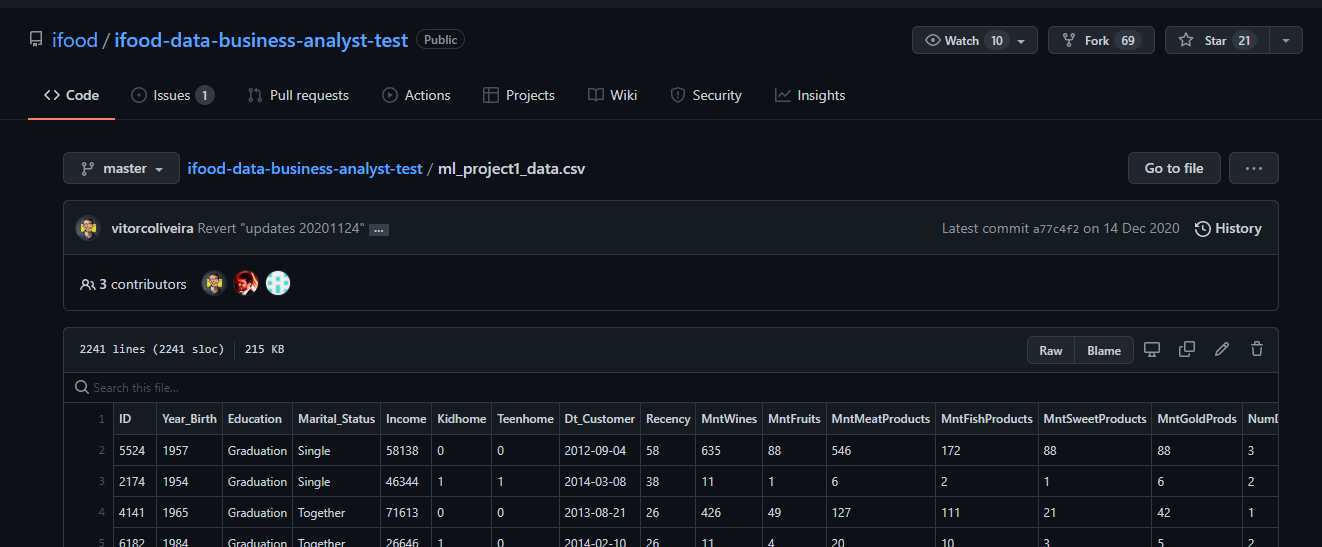 ifood / ifood-data-business-analyst-test Public Watch 10 Fork 69 Star 21
Code Issues 1 Pull requests Actions Projects Wiki Security Insights
master ifood-data-business-analyst-test / ml_project1_data.csv Go to file ...
vitorcoliveira Revert "updates 20201124" ... Latest commit a77c4f2 on 14 Dec 2020 History
3 contributors
2241 lines (2241 sloc) 215 KB Raw Blame
Search this file...
1 ID Year_Birth Education Marital_Status Income Kidhome Teenhome Dt_Customer Recency MntWines MntFruits MntMeatProducts MntFishProducts MntSweetProducts MntGoldProds
2 5524 1957 Graduation Single 58138 0 0 2012-09-04 58 635 88 546 172 88 88 3
3 2174 1954 Graduation Single 46344 1 1 2014-03-08 38 11 1 6 2 1 6 2
4 4141 1965 Graduation Together 71613 0 0 2013-08-21 26 426 49 127 111 21 42 1
5 6182 1984 Graduation Together 26646 1 0 2014-02-10 26 11 4 20 10 3 5 2